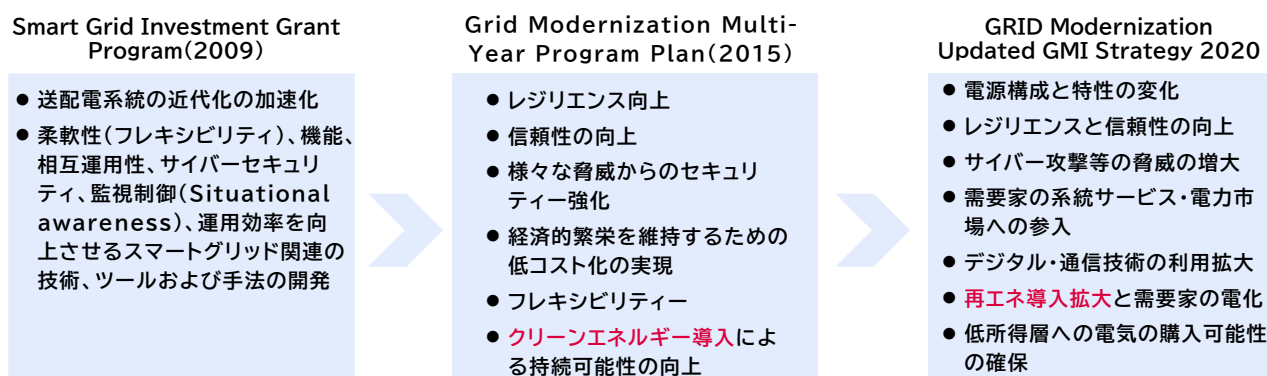 Smart Grid Investment Grant
Program(2009)
● 送配電系統の近代化の加速化
● 柔軟性(フレキシビリティ)、機能、
相互運用性、サイバーセキュリ
ティ、監視制御(Situational
awareness)、運用効率を向
上させるスマートグリッド関連の
技術、ツールおよび手法の開発
Grid Modernization Multi-
Year Program Plan(2015)
● レジリエンス向上
● 信頼性の向上
● 様々な脅威からのセキュリ
ティー強化
● 経済的繁栄を維持するための
低コスト化の実現
● フレキシビリティー
● クリーンエネルギー導入によ
る持続可能性の向上
GRID Modernization
Updated GMI Strategy 2020
● 電源構成と特性の変化
● レジリエンスと信頼性の向上
● サイバー攻撃等の脅威の増大
● 需要家の系統サービス・電力市
場への参入
● デジタル・通信技術の利用拡大
● 再エネ導入拡大と需要家の電化
● 低所得層への電気の購入可能性
の確保